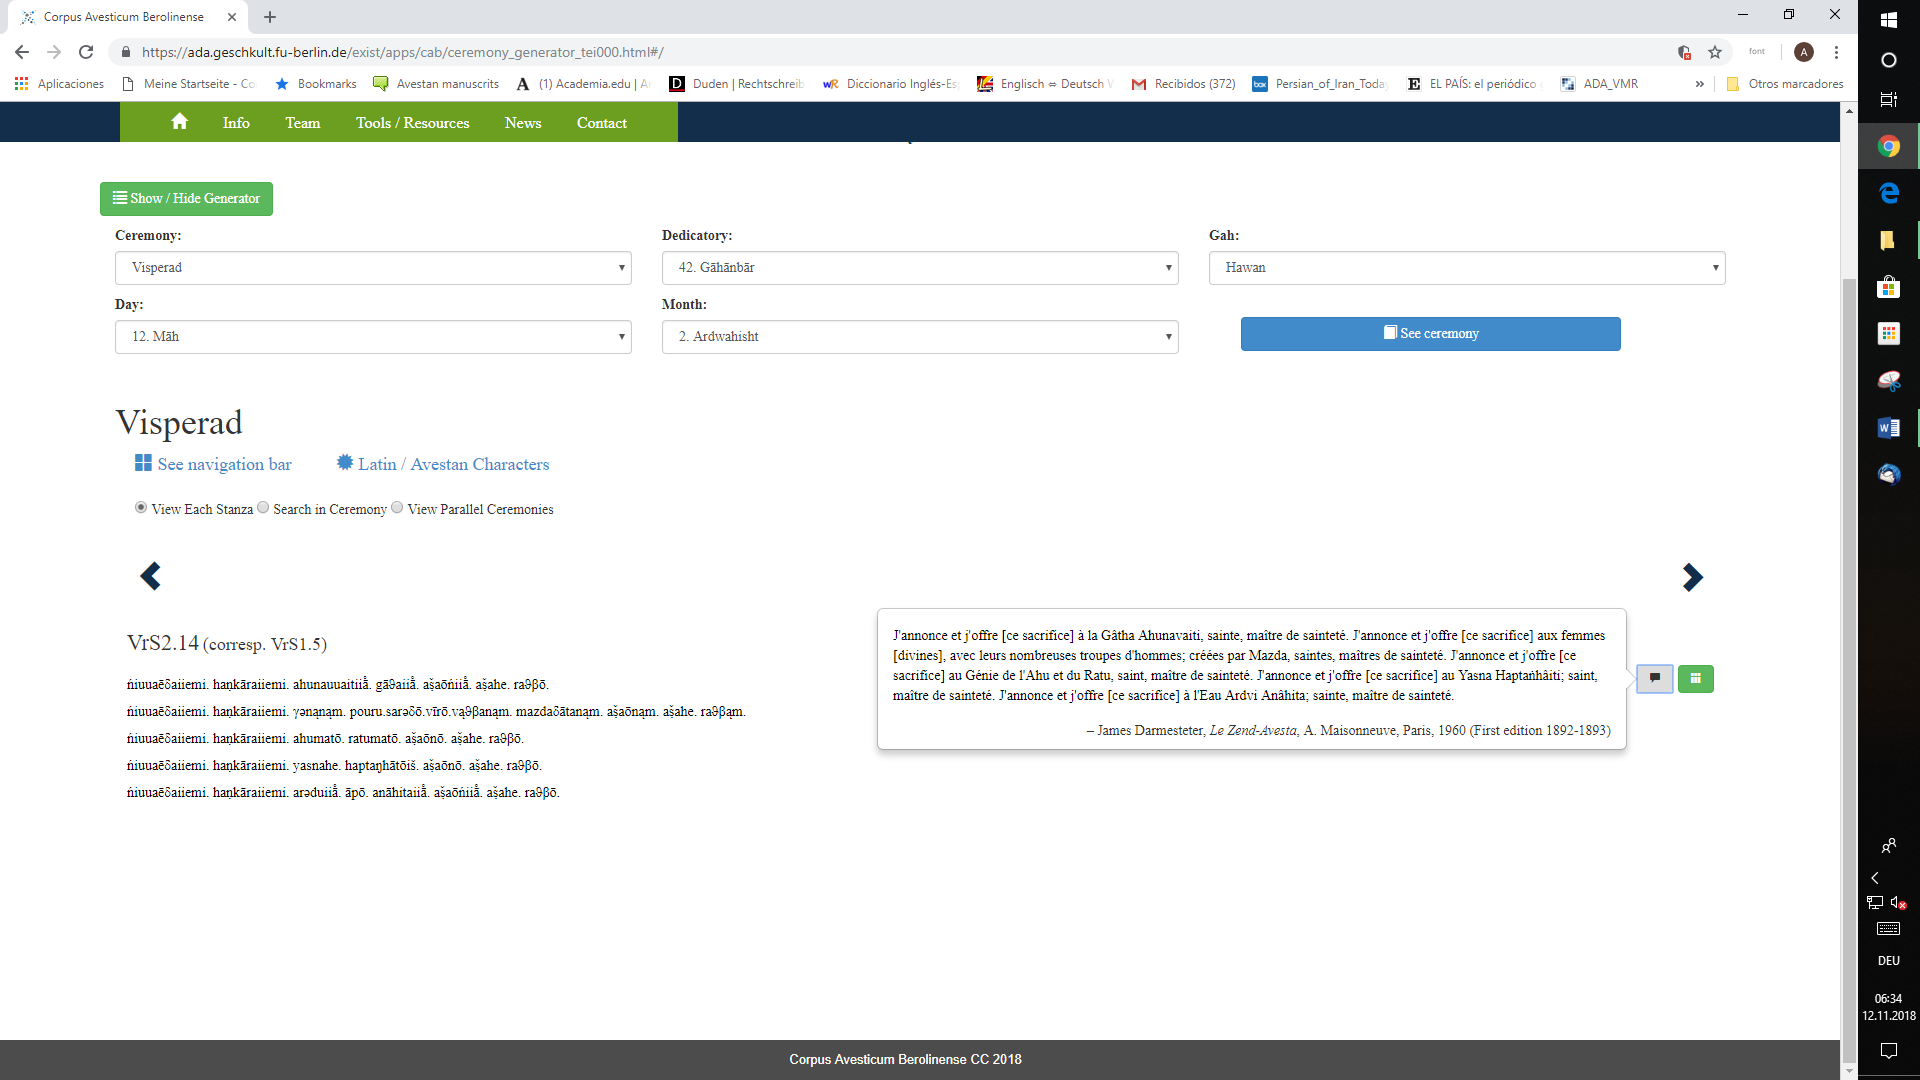 Corpus Avesticum Berolinense
https://ada.geschkult.fu-berlin.de/exist/apps/cab/ceremony_generator_tei000.html#/
font
A
Aplicaciones
Meine Startseite - Co
Bookmarks
Avestan manuscrits
(1) Academia.edu | A
Duden | Rechtschreib
Diccionario Inglés-Es
Englisch ⇔ Deutsch W
Recibidos (372)
Persian_of_Iran_Today
EL PAÍS: el periódico
ADA_VMR
»
Otros marcadores
Info
Team
Tools / Resources
News
Contact
Show / Hide Generator
Ceremony:
Dedicatory:
Gah:
Visperad
42. Gāhānbār
Hawan
Day:
Month:
12. Māh
2. Ardwahisht
See ceremony
Visperad
See navigation bar
Latin / Avestan Characters
View Each Stanza
Search in Ceremony
View Parallel Ceremonies
VrS2.14 (corresp. VrS1.5)
ńiuuaēδaiiemi. haṇkāraiiemi. ahunauuaitiiā̊. gāϑaiiā̊. aṣ̌aōńiiā̊. aṣ̌ahe. raϑβō.
ńiuuaēδaiiemi. haṇkāraiiemi. γənąnąm. pouru.sarəδō.vīrō.vąϑβanąm. mazdaδātanąm. aṣ̌aōnąm. aṣ̌ahe. raϑβąm.
ńiuuaēδaiiemi. haṇkāraiiemi. ahumatō. ratumatō. aṣ̌aōnō. aṣ̌ahe. raϑβō.
ńiuuaēδaiiemi. haṇkāraiiemi. yasnahe. haptaŋhātōiš. aṣ̌aōnō. aṣ̌ahe. raϑβō.
ńiuuaēδaiiemi. haṇkāraiiemi. arəduiiā̊. āpō. anāhitaiiā̊. aṣ̌aōńiiā̊. aṣ̌ahe. raϑβō.
J'annonce et j'offre [ce sacrifice] à la Gâtha Ahunavaiti, sainte, maître de sainteté. J'annonce et j'offre [ce sacrifice] aux femmes
[divines], avec leurs nombreuses troupes d'hommes; créées par Mazda, saintes, maîtres de sainteté. J'annonce et j'offre [ce
sacrifice] au Génie de l'Ahu et du Ratu, saint, maître de sainteté. J'annonce et j'offre [ce sacrifice] au Yasna Haptañhâiti; saint,
maître de sainteté. J'annonce et j'offre [ce sacrifice] à l'Eau Ardvi Anâhita; sainte, maître de sainteté.
– James Darmesteter, Le Zend-Avesta, A. Maisonneuve, Paris, 1960 (First edition 1892-1893)
Corpus Avesticum Berolinense CC 2018
DEU
06:34
12.11.2018